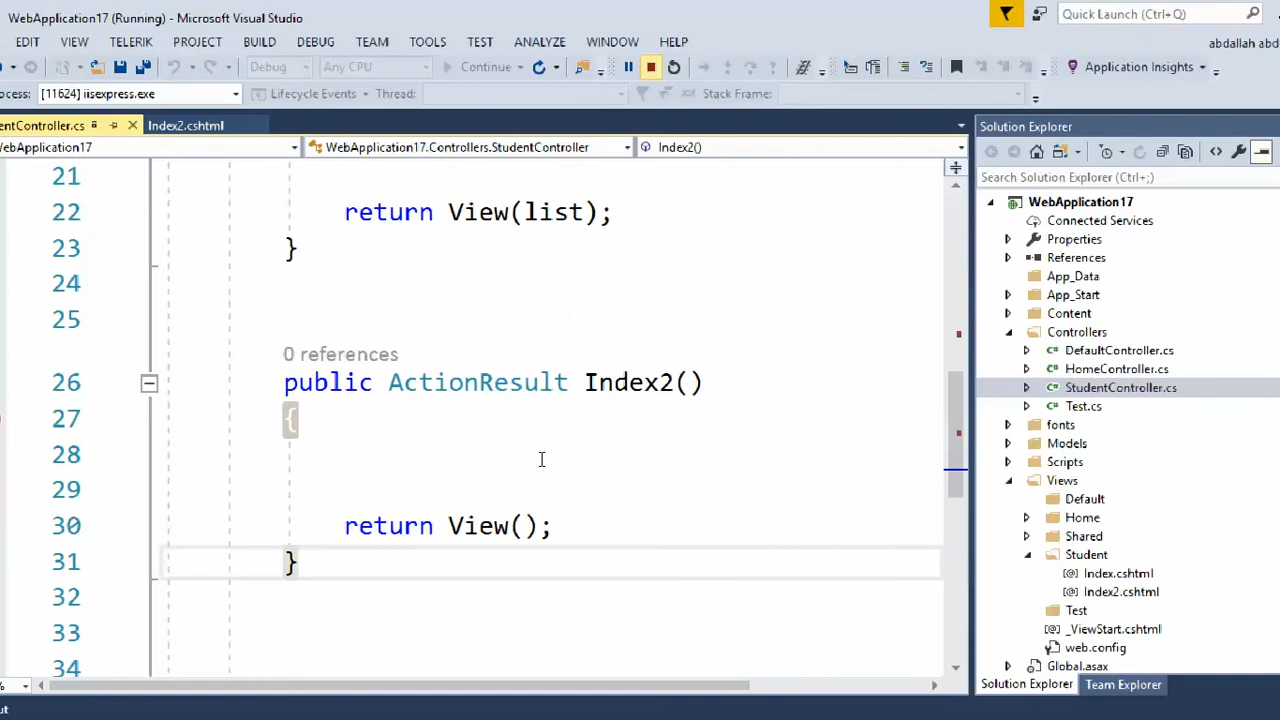 WebApplication17 (Running) - Microsoft Visual Studio
Quick Launch (Ctrl+Q)
EDIT VIEW TELERIK PROJECT BUILD DEBUG TEAM TOOLS TEST ANALYZE WINDOW HELP
abdallah abd
Debug Any CPU Continue Application Insights
ocess: [11624] iisexpress.exe Lifecycle Events Thread: Stack Frame:
entController.cs Index2.cshtml
WebApplication17 WebApplication17.Controllers.StudentController Index2()
21
22 return View(list);
23 }
24
25
0 references
26 public ActionResult Index2()
27 {
28
29
30 return View();
31 }
32
33
34
%
Solution Explorer
Search Solution Explorer (Ctrl+;)
WebApplication17
Connected Services
Properties
References
App_Data
App_Start
Content
Controllers
C# DefaultController.cs
C# HomeController.cs
C# StudentController.cs
C# Test.cs
fonts
Models
Scripts
Views
Default
Home
Shared
Student
[@] Index.cshtml
[@] Index2.cshtml
Test
[@] _ViewStart.cshtml
web.config
Global.asax
Solution Explorer Team Explorer
ut